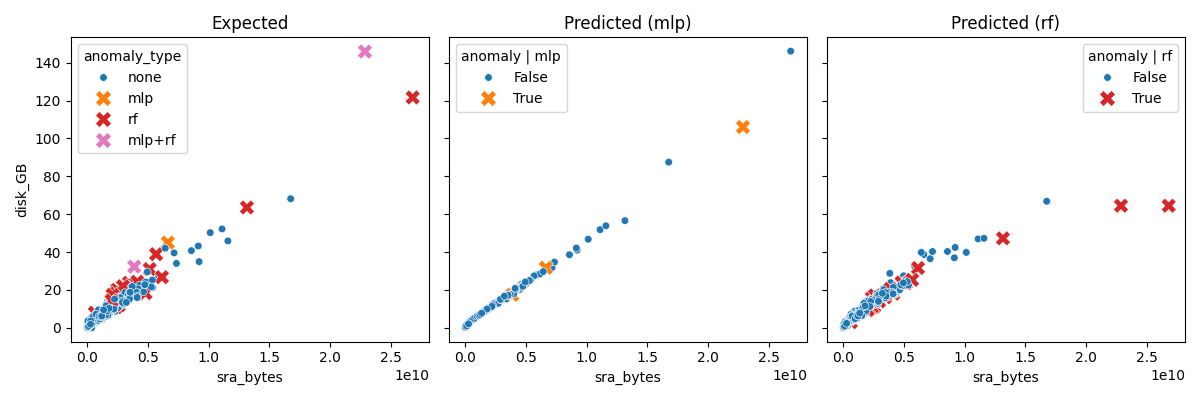 Expected
Predicted (mlp)
Predicted (rf)
anomaly_type
none
mlp
rf
mlp+rf
anomaly | mlp
False
True
anomaly | rf
False
True
disk_GB
140
120
100
80
60
40
20
0
0.0 0.5 1.0 1.5 2.0 2.5
1e10
sra_bytes
0.0 0.5 1.0 1.5 2.0 2.5
1e10
sra_bytes
0.0 0.5 1.0 1.5 2.0 2.5
1e10
sra_bytes